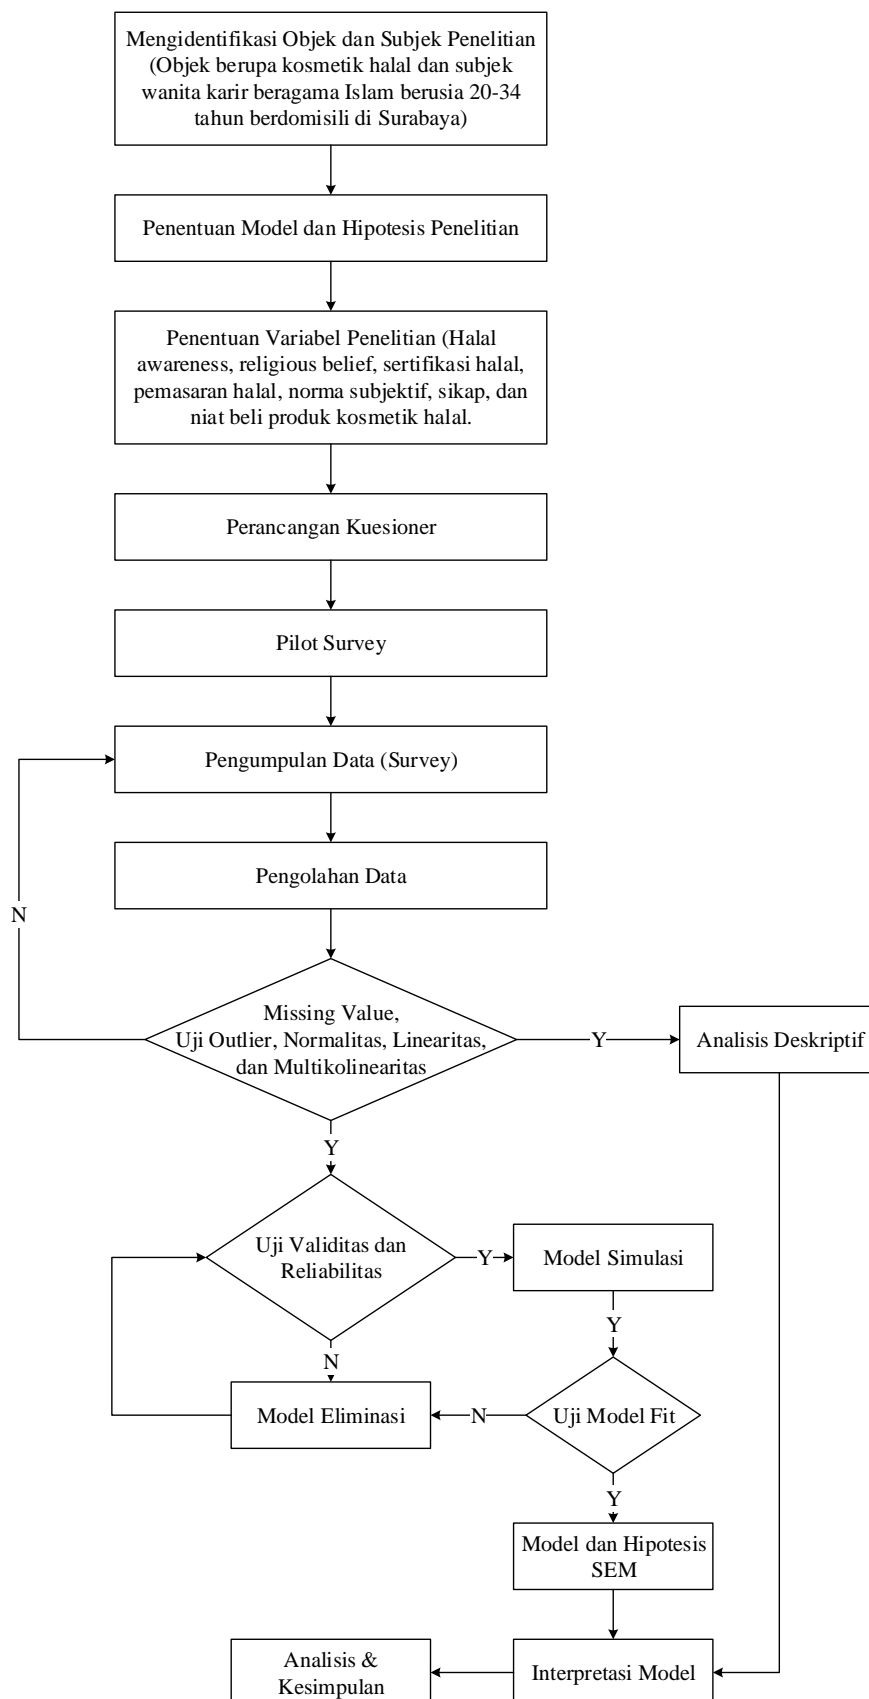 Mengidentifikasi Objek dan Subjek Penelitian
(Objek berupa kosmetik halal dan subjek
wanita karir beragama Islam berusia 20-34
tahun berdomisili di Surabaya)
Penentuan Model dan Hipotesis Penelitian
Penentuan Variabel Penelitian (Halal
awareness, religious belief, sertifikasi halal,
pemasaran halal, norma subjektif, sikap, dan
niat beli produk kosmetik halal.
Perancangan Kuesioner
Pilot Survey
Pengumpulan Data (Survey)
Pengolahan Data
N
Missing Value,
Uji Outlier, Normalitas, Linearitas,
dan Multikolinearitas
Y
Analisis Deskriptif
Y
Uji Validitas dan
Reliabilitas
Y
Model Simulasi
Y
N
Model Eliminasi
N
Uji Model Fit
Y
Model dan Hipotesis
SEM
Analisis &
Kesimpulan
Interpretasi Model